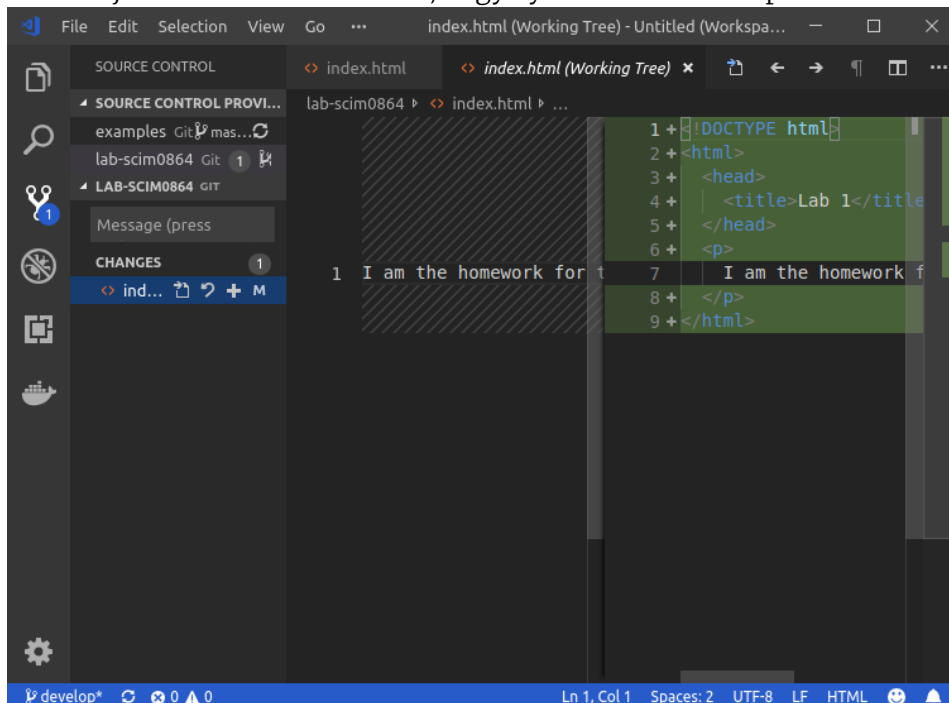 File Edit Selection View Go ••• index.html (Working Tree) - Untitled (Workspa...
SOURCE CONTROL
SOURCE CONTROL PROVI...
examples Git mas...
lab-scim0864 Git 1
LAB-SCIM0864 GIT
Message (press
CHANGES 1
ind... M
1
index.html index.html (Working Tree)
lab-scim0864 index.html ...
1 I am the homework for t
1 + <!DOCTYPE html>
2 + <html>
3 + <head>
4 + <title>Lab 1</title
5 + </head>
6 + <p>
7 I am the homework f
8 + </p>
9 + </html>
develop* 0 0 Ln 1, Col 1 Spaces: 2 UTF-8 LF HTML